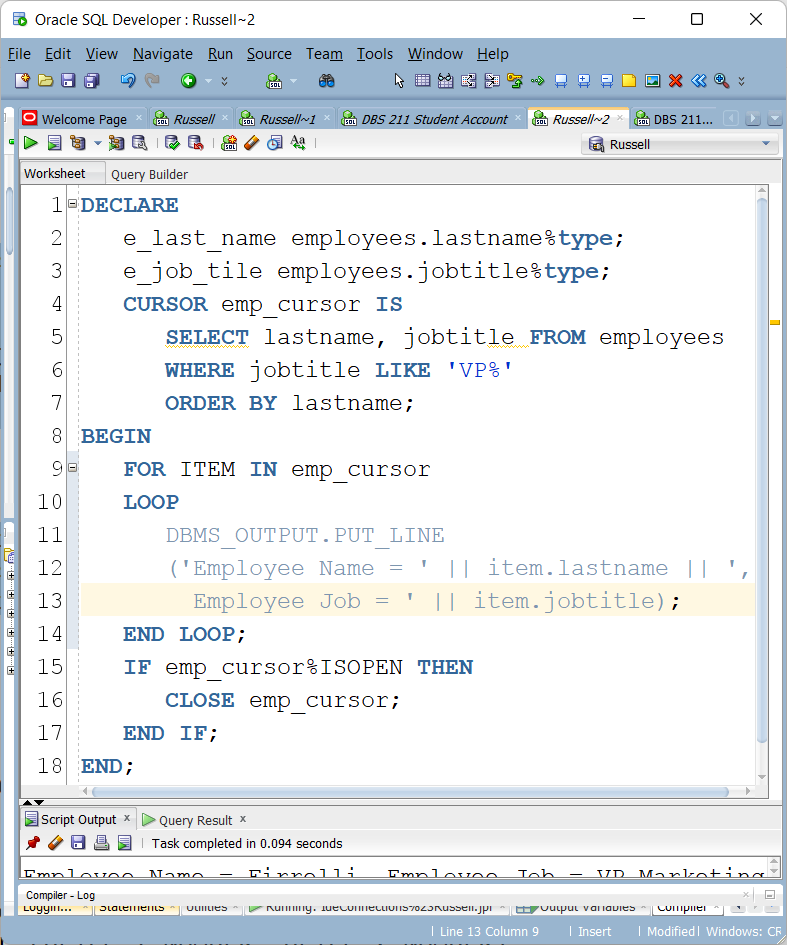 Oracle SQL Developer : Russell~2
File Edit View Navigate Run Source Team Tools Window Help
Welcome Page Russell Russell~1 DBS 211 Student Account Russell~2 DBS 211...
Russell
Worksheet Query Builder
1 DECLARE
2 e_last_name employees.lastname%type;
3 e_job_tile employees.jobtitle%type;
4 CURSOR emp_cursor IS
5 SELECT lastname, jobtitle FROM employees
6 WHERE jobtitle LIKE 'VP%'
7 ORDER BY lastname;
8 BEGIN
9 FOR ITEM IN emp_cursor
10 LOOP
11 DBMS_OUTPUT.PUT_LINE
12 ('Employee Name = ' || item.lastname || ',
13 Employee Job = ' || item.jobtitle);
14 END LOOP;
15 IF emp_cursor%ISOPEN THEN
16 CLOSE emp_cursor;
17 END IF;
18 END;
Script Output x Query Result x
Task completed in 0.094 seconds
Employee Name = Firrelli, Employee Job = VP Marketing
Compiler - Log
Loggin... Statements Utilities Running: IdeConnections%23Russell.jpr Output Variables Compiler
Line 13 Column 9 Insert Modified Windows: CR